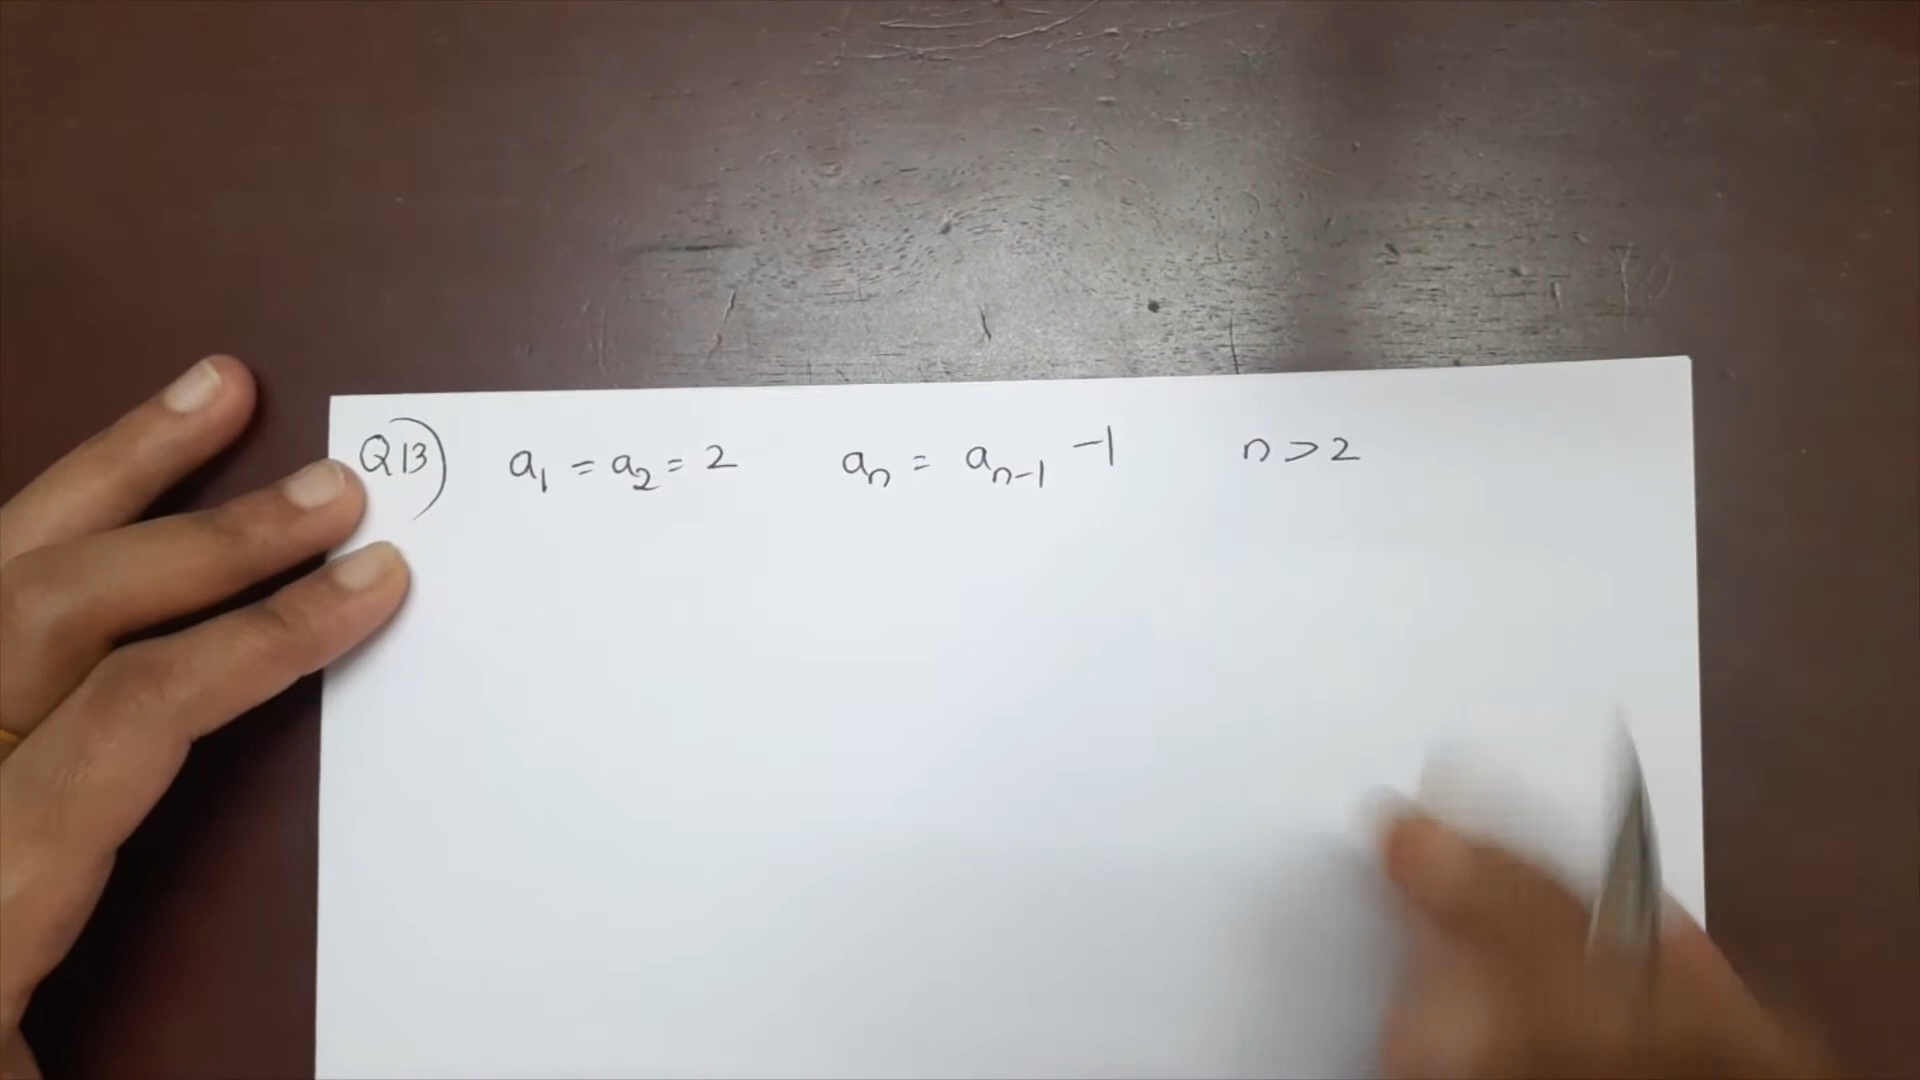 Q13) a₁ = a₂ = 2 aₙ = aₙ₋₁ -1 n > 2